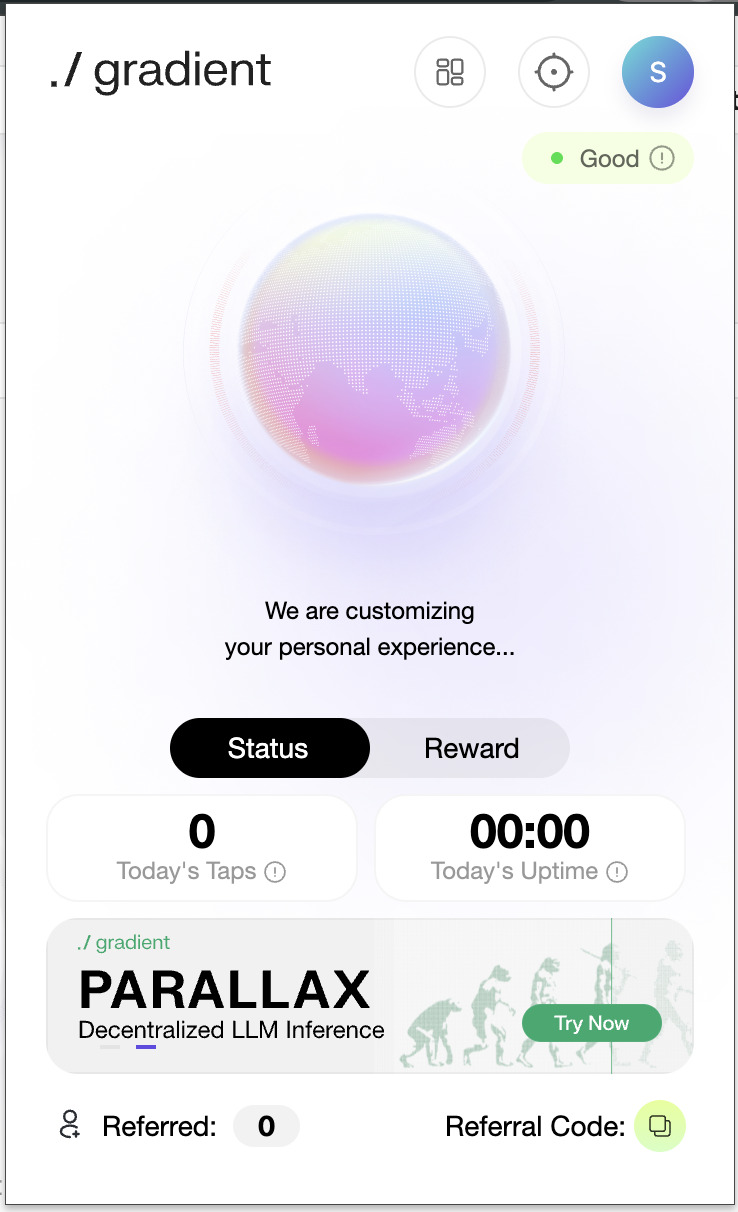 ./ gradient
S
Good
We are customizing
your personal experience...
Status Reward
0 00:00
Today's Taps Today's Uptime
./ gradient
PARALLAX
Decentralized LLM Inference
Try Now
Referred: 0 Referral Code: